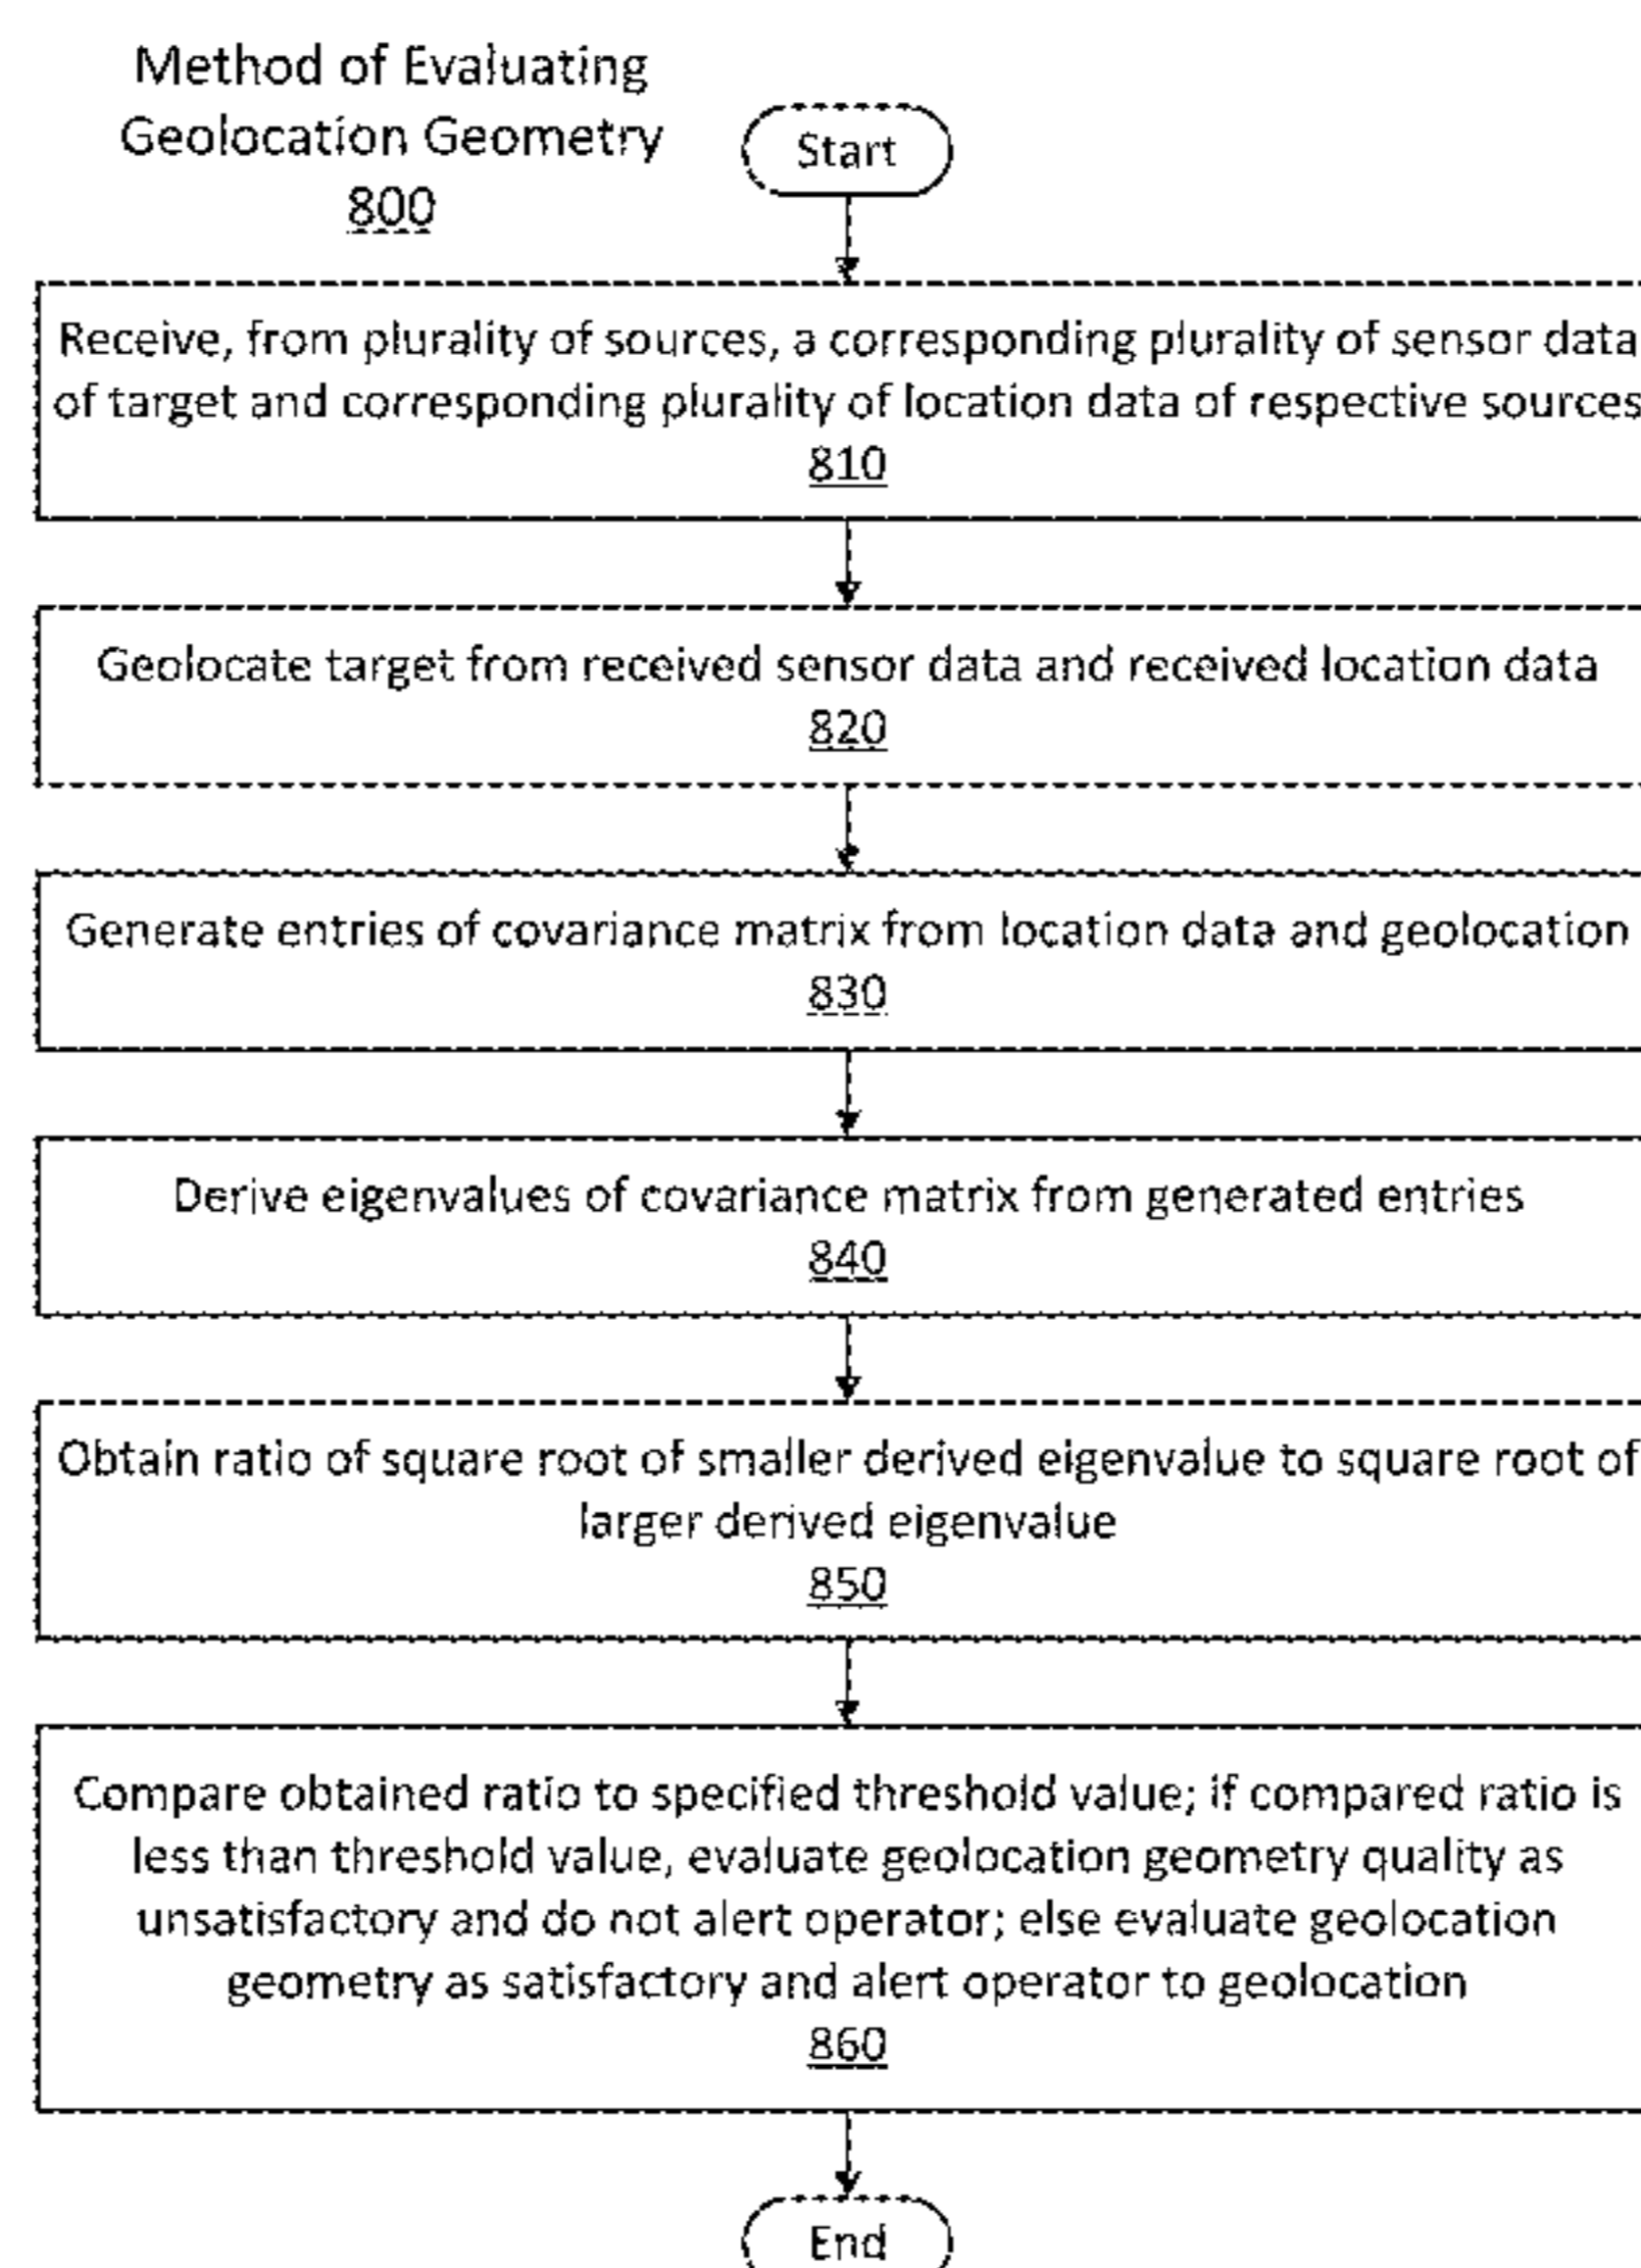 Method of Evaluating
Geolocation Geometry
800
Start
Receive, from plurality of sources, a corresponding plurality of sensor data
of target and corresponding plurality of location data of respective sources
810
Geolocate target from received sensor data and received location data
820
Generate entries of covariance matrix from location data and geolocation
830
Derive eigenvalues of covariance matrix from generated entries
840
Obtain ratio of square root of smaller derived eigenvalue to square root of
larger derived eigenvalue
850
Compare obtained ratio to specified threshold value; if compared ratio is
less than threshold value, evaluate geolocation geometry quality as
unsatisfactory and do not alert operator; else evaluate geolocation
geometry as satisfactory and alert operator to geolocation
860
End